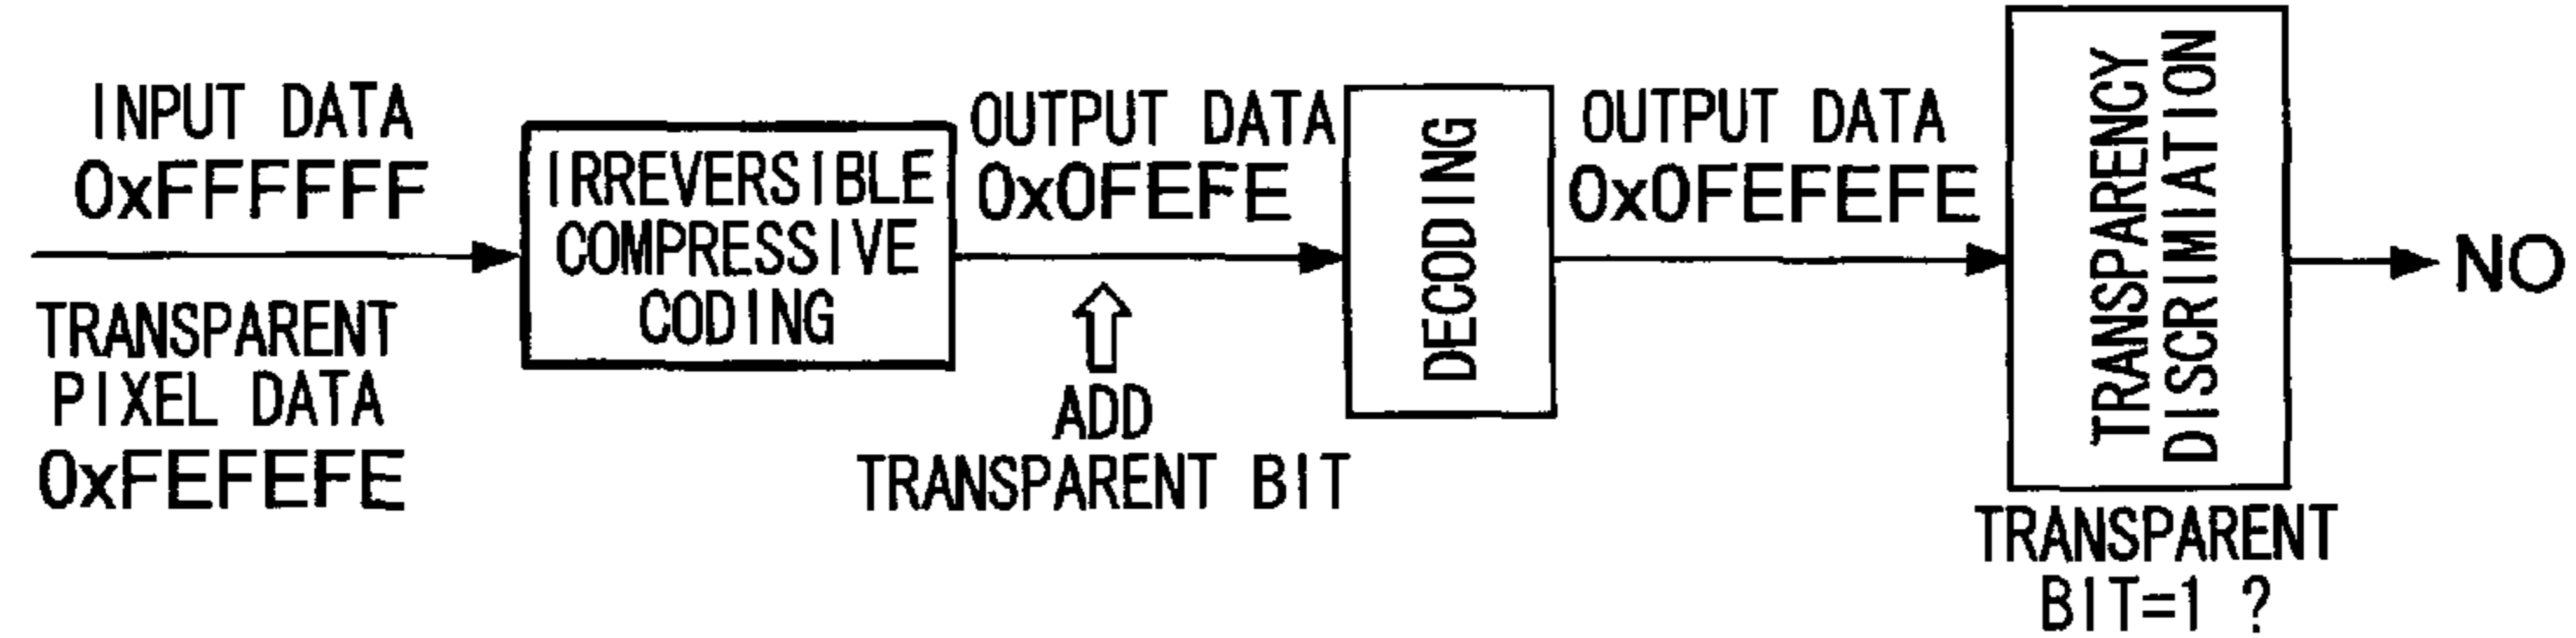 INPUT DATA
0xFFFFFF
TRANSPARENT
PIXEL DATA
0xFEFEFE
IRREVERSIBLE
COMPRESSIVE
CODING
OUTPUT DATA
0x0FEFE
ADD
TRANSPARENT BIT
DECODING
OUTPUT DATA
0x0FEFEFE
TRANSPARENCY
DISCRIMIATION
TRANSPARENT
BIT=1 ?
NO